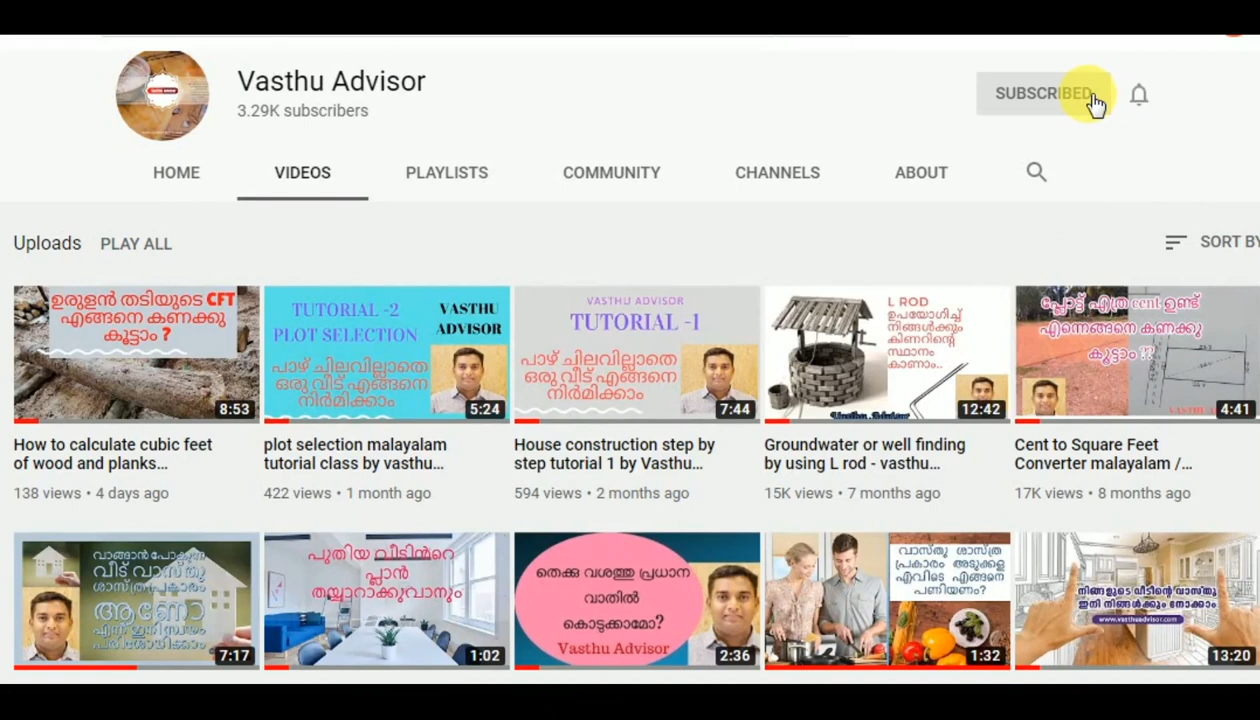 Vasthu Advisor
3.29K subscribers
SUBSCRIBED
HOME
VIDEOS
PLAYLISTS
COMMUNITY
CHANNELS
ABOUT
Uploads
PLAY ALL
SORT BY
ഉരുളൻ തടിയുടെ CFT
എങ്ങനെ കണക്കു
കൂട്ടാം ?
8:53
How to calculate cubic feet
of wood and planks...
138 views • 4 days ago
TUTORIAL -2
PLOT SELECTION
VASTHU
ADVISOR
പാഴ് ചിലവില്ലാതെ
ഒരു വീട് എങ്ങനെ
നിർമിക്കാം
5:24
plot selection malayalam
tutorial class by vasthu...
422 views • 1 month ago
VASTHU ADVISOR
TUTORIAL -1
പാഴ് ചിലവില്ലാതെ
ഒരു വീട് എങ്ങനെ
നിർമിക്കാം
7:44
House construction step by
step tutorial 1 by Vasthu...
594 views • 2 months ago
L ROD
ഉപയോഗിച്ച്
നിങ്ങൾക്കും
കിണറിന്റെ
സ്ഥാനം
കാണാം..
Vasthu Advisor
12:42
Groundwater or well finding
by using L rod - vasthu...
15K views • 7 months ago
പ്ലോട്ട് എത്ര cent ഉണ്ട്
എന്നെങ്ങനെ കണക്കു
കൂട്ടാം ??
4:41
Cent to Square Feet
Converter malayalam /...
17K views • 8 months ago
വാങ്ങാൻ പോകുന്ന
വീട് വാസ്തു
ശാസ്ത്രപ്രകാരം
ആണോ
എന്ന് ഇനി സ്വയം
പരിശോധിക്കാം
7:17
പുതിയ വീടിൻറെ
പ്ലാൻ
തയ്യാറാക്കുവാനും
1:02
തെക്കു വശത്തു പ്രധാന
വാതിൽ
കൊടുക്കാമോ?
Vasthu Advisor
2:36
വാസ്തു ശാസ്ത്ര
പ്രകാരം അടുക്കള
എവിടെ എങ്ങനെ
പണിയണം?
1:32
നിങ്ങളുടെ വീടിന്റെ വാസ്തു
ഇനി നിങ്ങൾക്കും നോക്കാം
www.vasthuadvisor.com
13:20